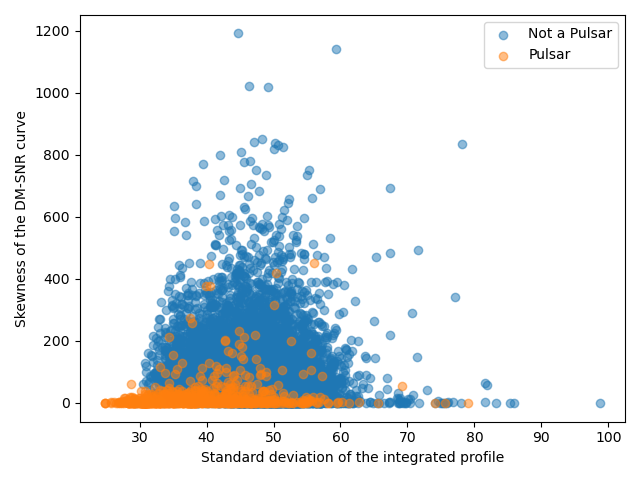 Not a Pulsar
Pulsar
Skewness of the DM-SNR curve
1200
1000
800
600
400
200
0
30 40 50 60 70 80 90 100
Standard deviation of the integrated profile